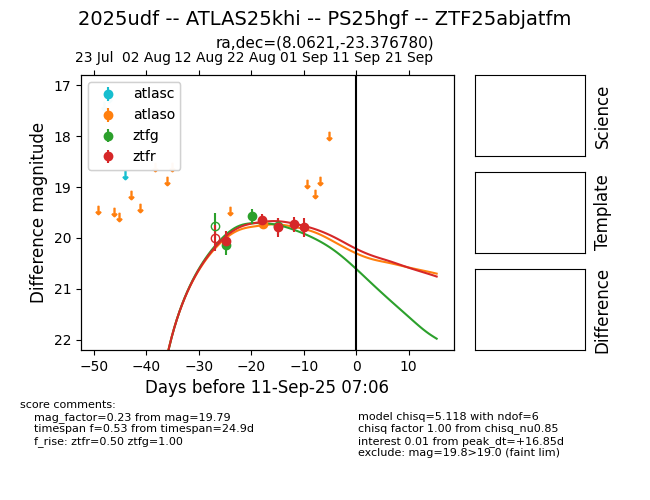 2025udf -- ATLAS25khi -- PS25hgf -- ZTF25abjatfm
ra,dec=(8.0621,-23.376780)
23 Jul 02 Aug 12 Aug 22 Aug 01 Sep 11 Sep 21 Sep
17
18
19
20
21
22
Difference magnitude
atlasc
atlaso
ztfg
ztfr
−50 −40 −30 −20 −10 0 10
Days before 11-Sep-25 07:06
Science
Template
Difference
score comments:
mag_factor=0.23 from mag=19.79
timespan f=0.53 from timespan=24.9d
f_rise: ztfr=0.50 ztfg=1.00
model chisq=5.118 with ndof=6
chisq factor 1.00 from chisq_nu0.85
interest 0.01 from peak_dt=+16.85d
exclude: mag=19.8>19.0 (faint lim)